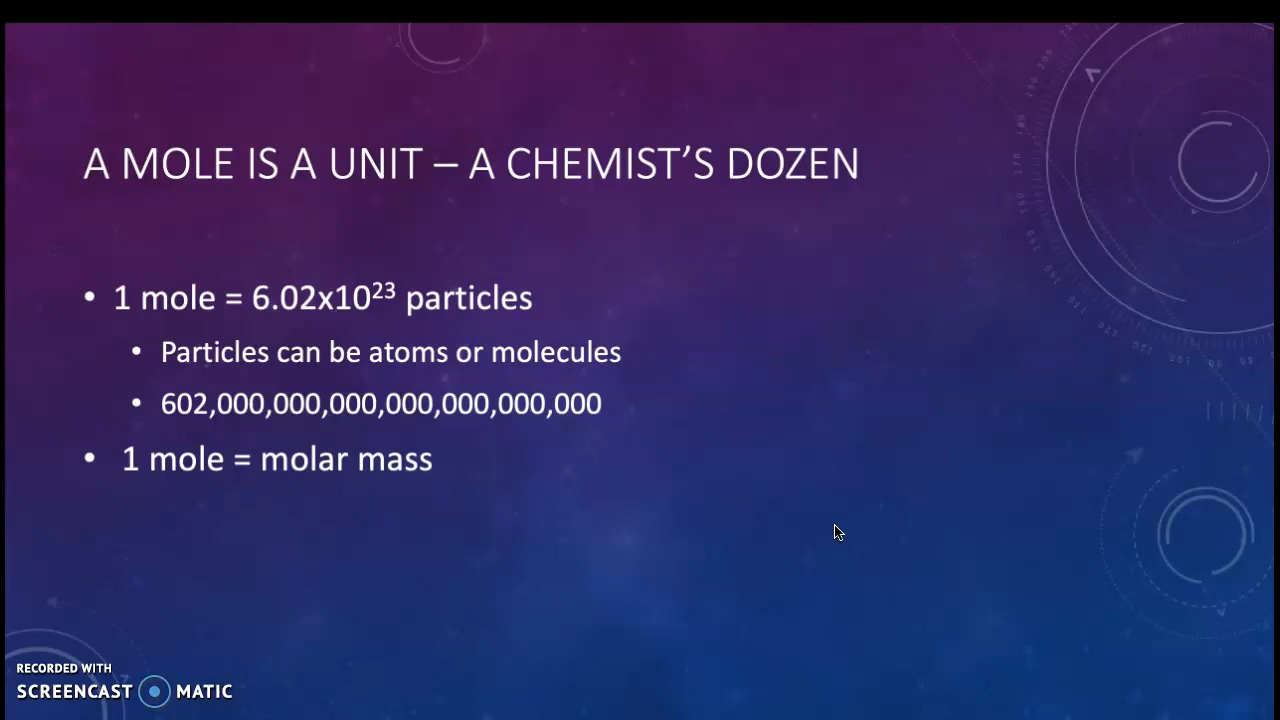 A MOLE IS A UNIT – A CHEMIST’S DOZEN
• 1 mole = 6.02x10²³ particles
• Particles can be atoms or molecules
• 602,000,000,000,000,000,000,000
• 1 mole = molar mass
RECORDED WITH
SCREENCAST MATIC